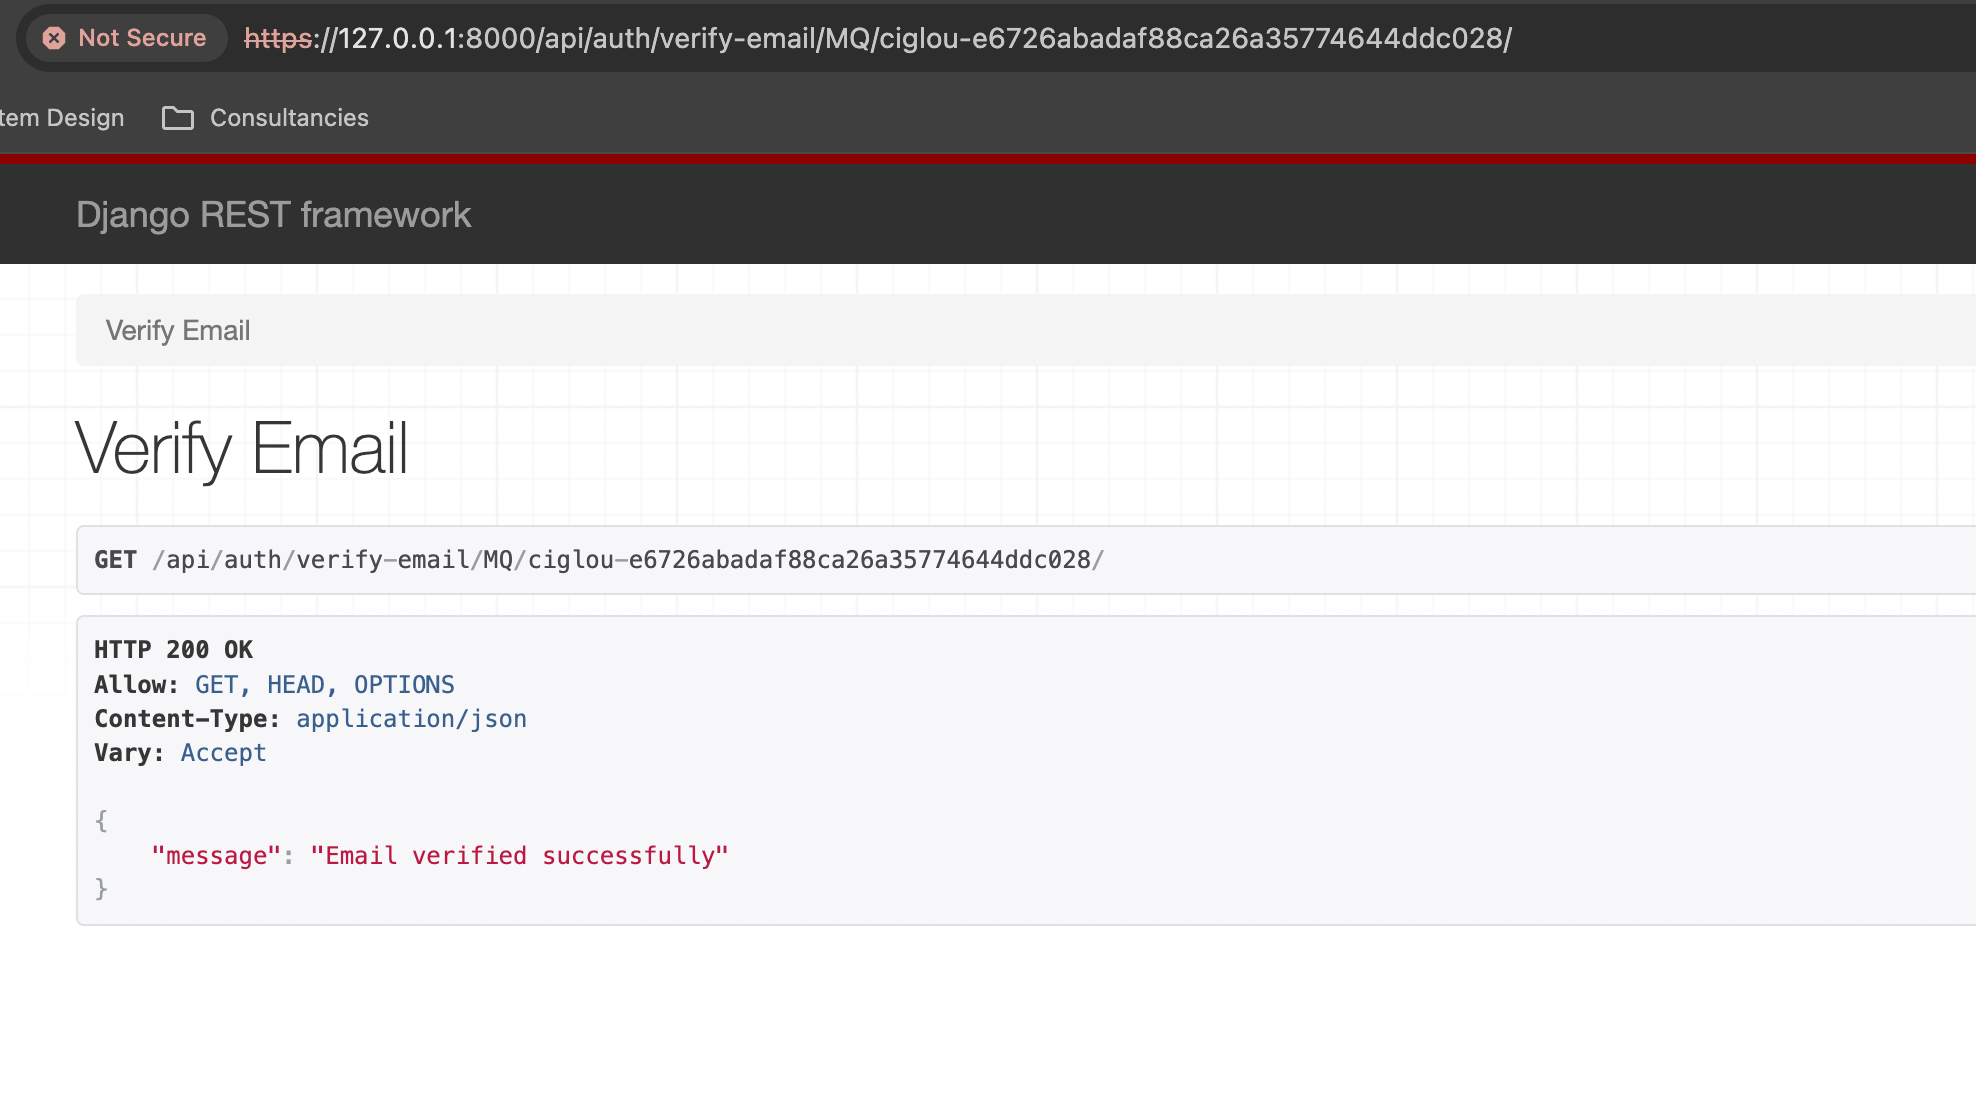 Not Secure https://127.0.0.1:8000/api/auth/verify-email/MQ/ciglou-e6726abadaf88ca26a35774644ddc028/
tem Design Consultancies
Django REST framework
Verify Email
Verify Email
GET /api/auth/verify-email/MQ/ciglou-e6726abadaf88ca26a35774644ddc028/
HTTP 200 OK
Allow: GET, HEAD, OPTIONS
Content-Type: application/json
Vary: Accept
{
"message": "Email verified successfully"
}